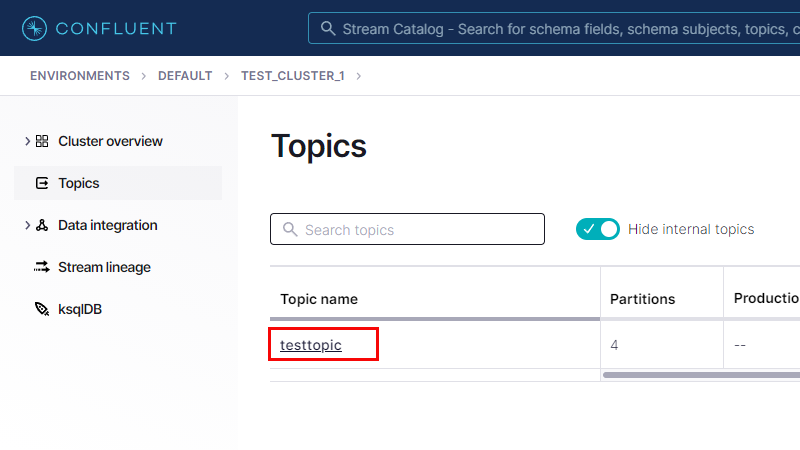 CONFLUENT
Stream Catalog - Search for schema fields, schema subjects, topics, c
ENVIRONMENTS > DEFAULT > TEST_CLUSTER_1 >
Cluster overview
Topics
Data integration
Stream lineage
ksqlDB
Topics
Search topics
Hide internal topics
Topic name Partitions Productio
testtopic 4 --